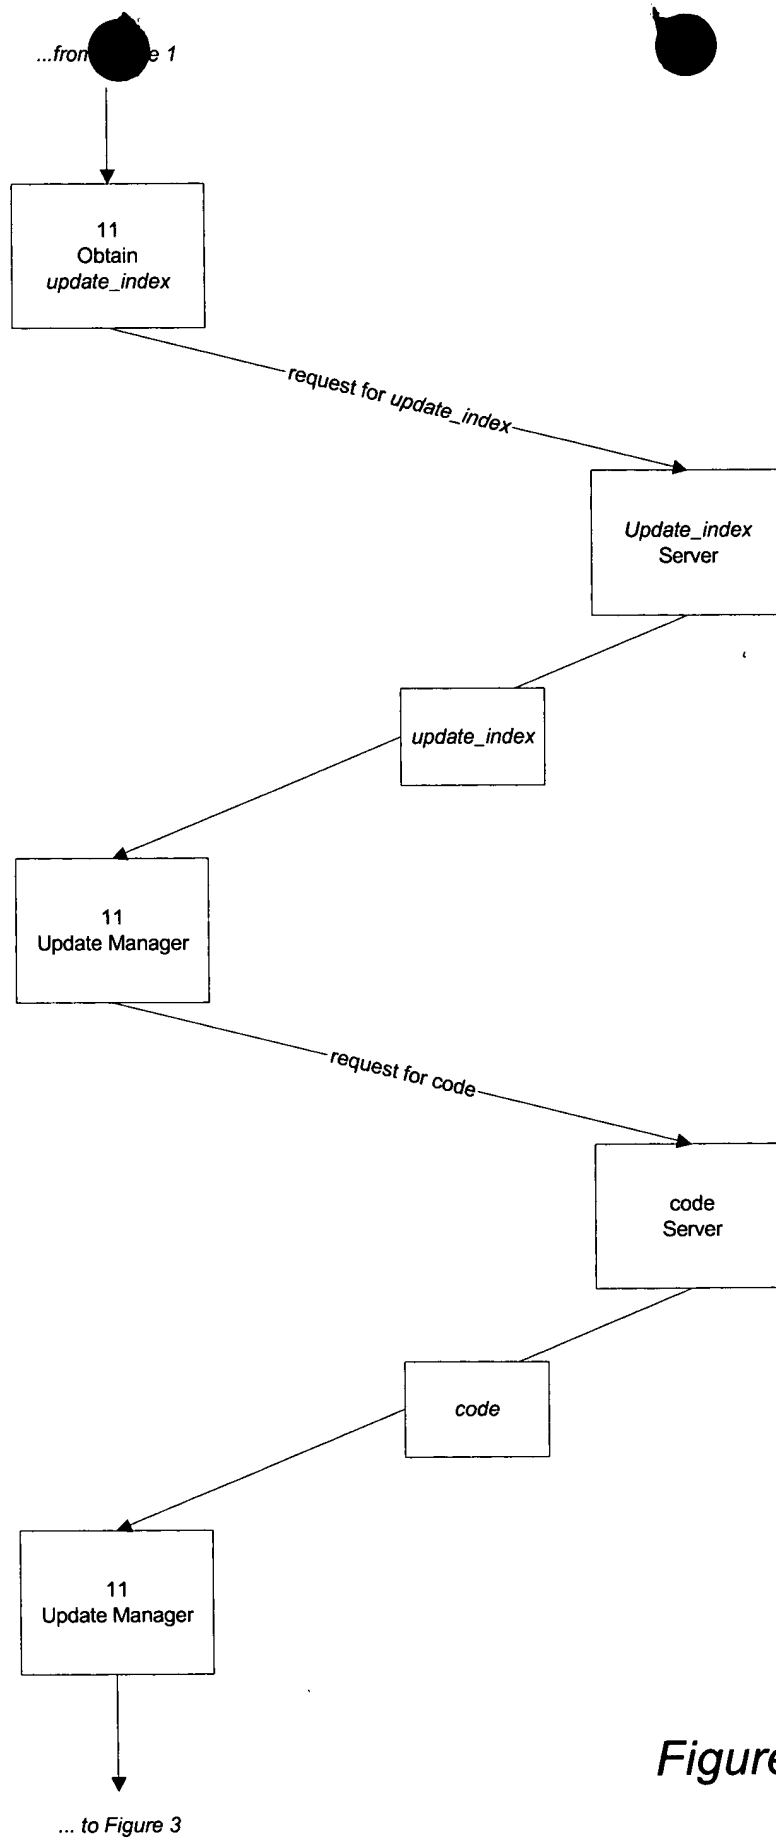 ...from
e 1
11
Obtain
update_index
request for update_index
Update_index
Server
update_index
11
Update Manager
request for code
code
Server
code
11
Update Manager
Figure
... to Figure 3